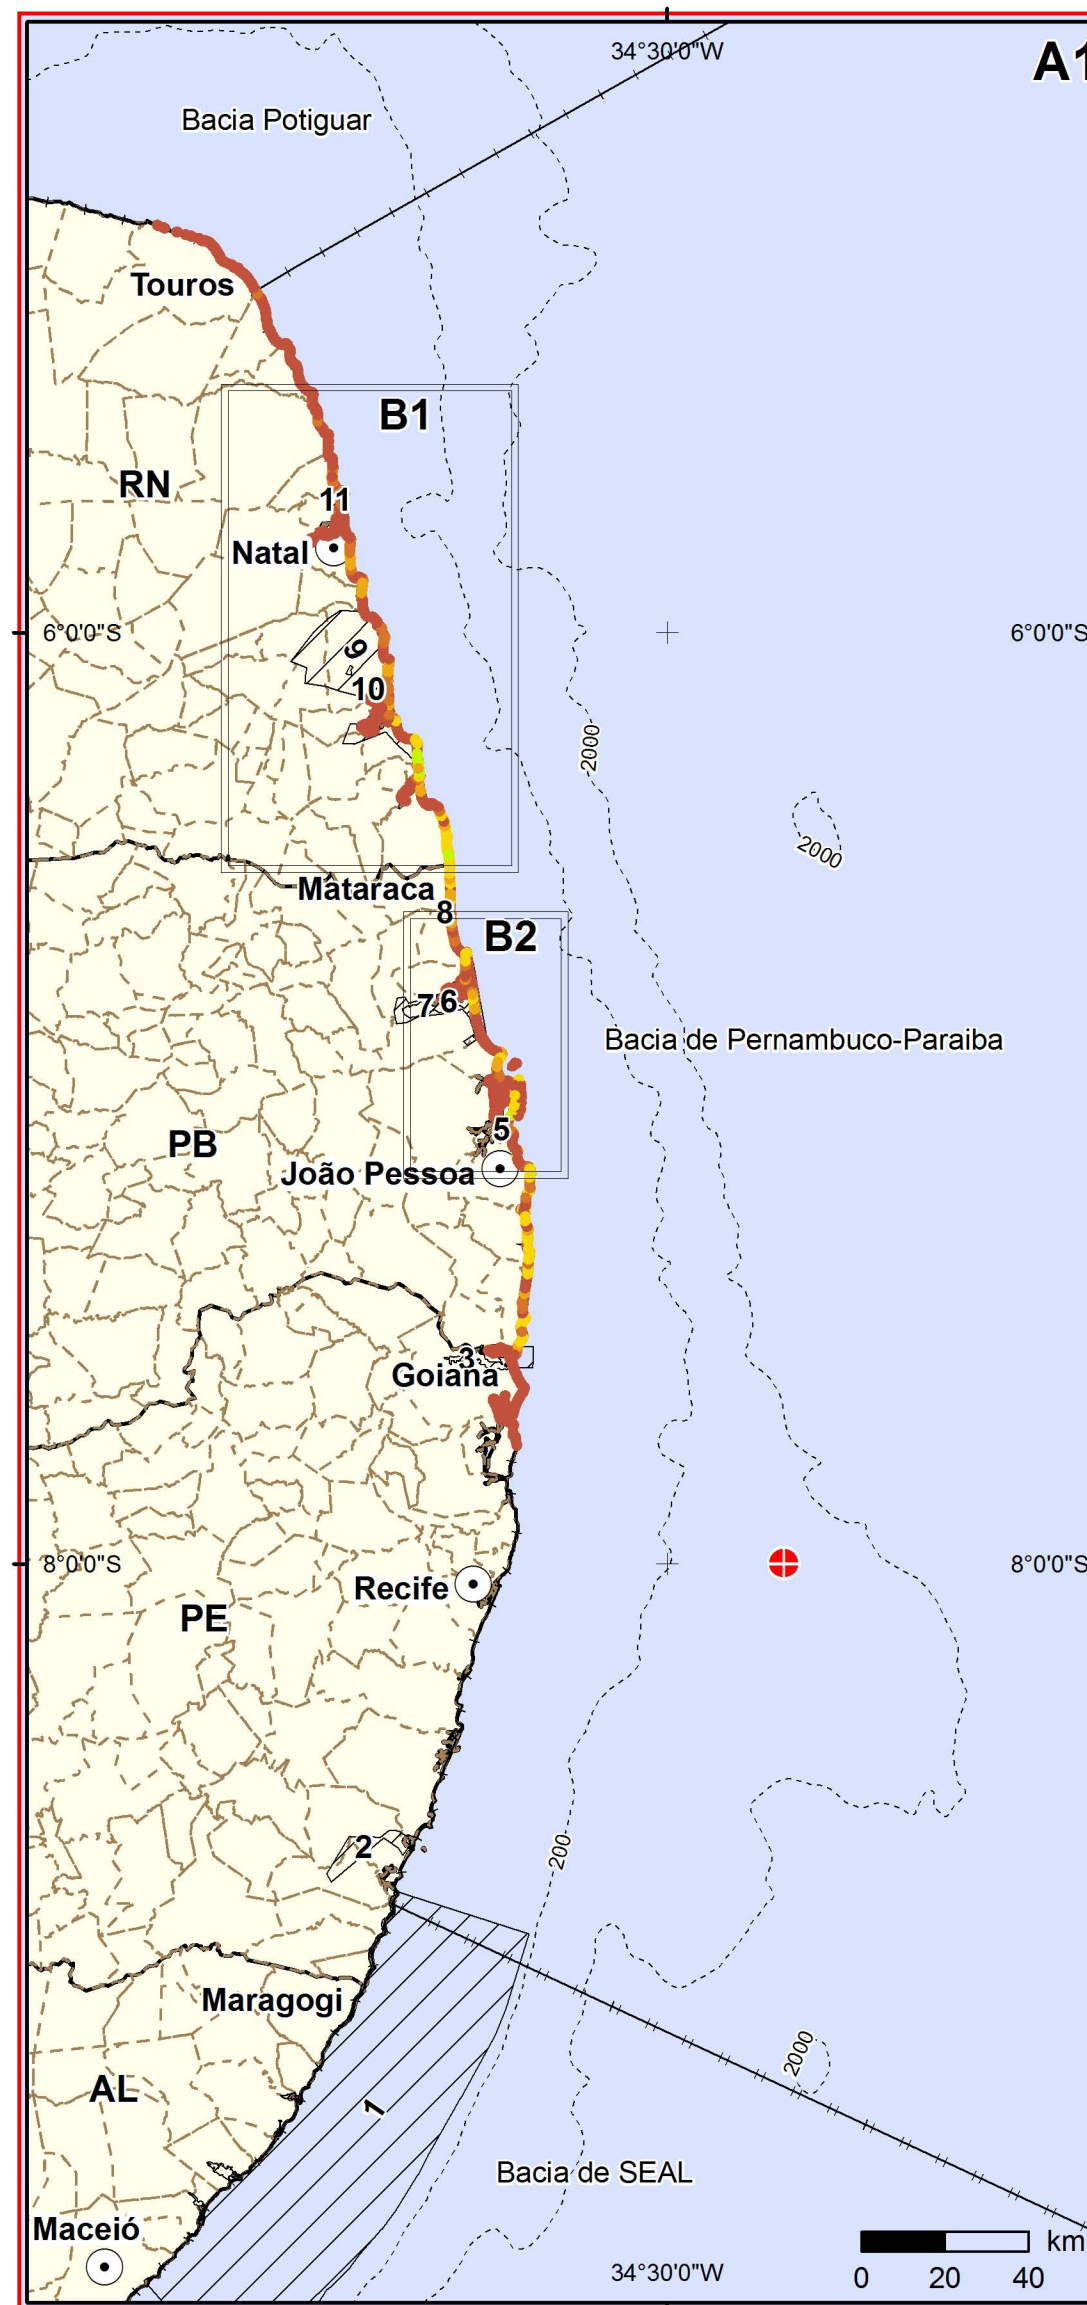 34°30'0"W
A1
Bacia Potiguar
Touros
B1
RN
11
Natal
6°0'0"S
6°0'0"S
9
10
2000
2000
Mataraca
8
B2
7
6
Bacia de Pernambuco-Paraiba
5
PB
João Pessoa
3
Goiana
8°0'0"S
8°0'0"S
Recife
PE
2
200
Maragogi
2000
AL
1
Bacia de SEAL
Maceió
km
34°30'0"W
0 20 40